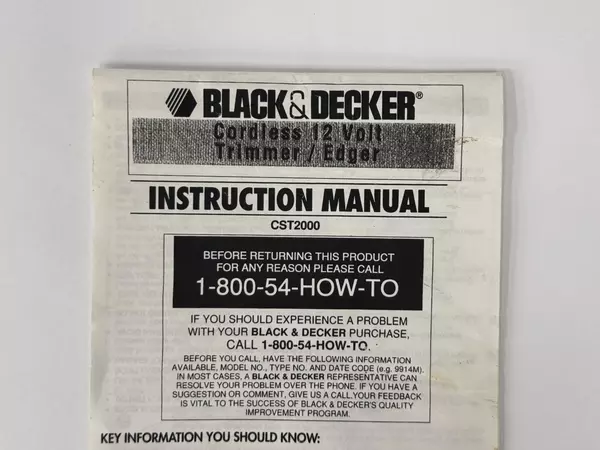 BLACK & DECKER®
Cordless 12 Volt
Trimmer / Edger
INSTRUCTION MANUAL
CST2000
BEFORE RETURNING THIS PRODUCT
FOR ANY REASON PLEASE CALL
1-800-54-HOW-TO
IF YOU SHOULD EXPERIENCE A PROBLEM
WITH YOUR BLACK & DECKER PURCHASE,
CALL 1-800-54-HOW-TO.
BEFORE YOU CALL, HAVE THE FOLLOWING INFORMATION
AVAILABLE, MODEL NO., TYPE NO. AND DATE CODE (e.g. 9914M).
IN MOST CASES, A BLACK & DECKER REPRESENTATIVE CAN
RESOLVE YOUR PROBLEM OVER THE PHONE. IF YOU HAVE A
SUGGESTION OR COMMENT, GIVE US A CALL.YOUR FEEDBACK
IS VITAL TO THE SUCCESS OF BLACK & DECKER'S QUALITY
IMPROVEMENT PROGRAM.
KEY INFORMATION YOU SHOULD KNOW: